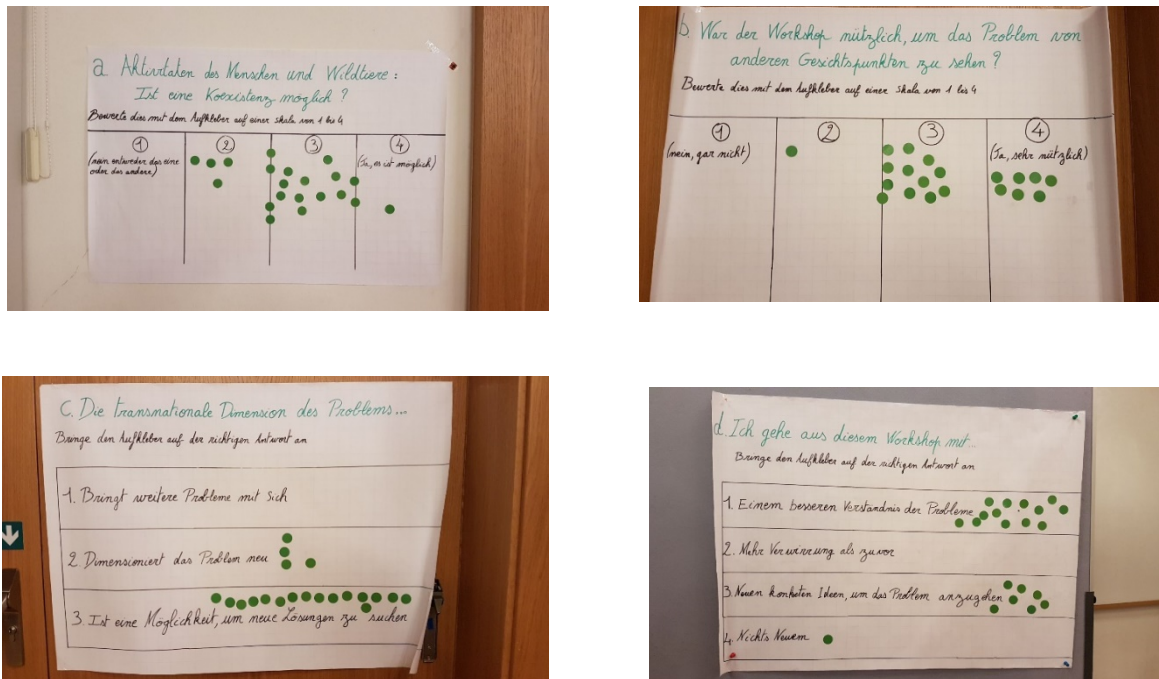 a Aktivitäten des Menschen und Wildtiere :
Ist eine Koexistenz möglich ?
Bewerte dies mit dem Aufkleber auf einer skala von 1 bis 4
1 2 3 4
(nein entweder das eine oder das andere) (Ja, es ist möglich)
b. War der Workshop nützlich, um das Problem von
anderen Gesichtspunkten zu sehen ?
Bewerte dies mit dem Aufkleber auf einer skala von 1 bis 4
1 2 3 4
(nein, gar nicht) (Ja, sehr nützlich)
c. Die transnationale Dimension des Problems...
Bringe den Aufkleber auf der richtigen Antwort an
1. Bringt weitere Probleme mit sich
2. Dimensioniert das Problem neu
3. Ist eine Möglichkeit, um neue Lösungen zu suchen
d. Ich gehe aus diesem Workshop mit...
Bringe den Aufkleber auf der richtigen Antwort an
1. Einem besseren Verständnis der Probleme
2. Mehr Verwirrung als zuvor
3. Neuen konkreten Ideen, um das Problem anzugehen
4. Nichts Neuem